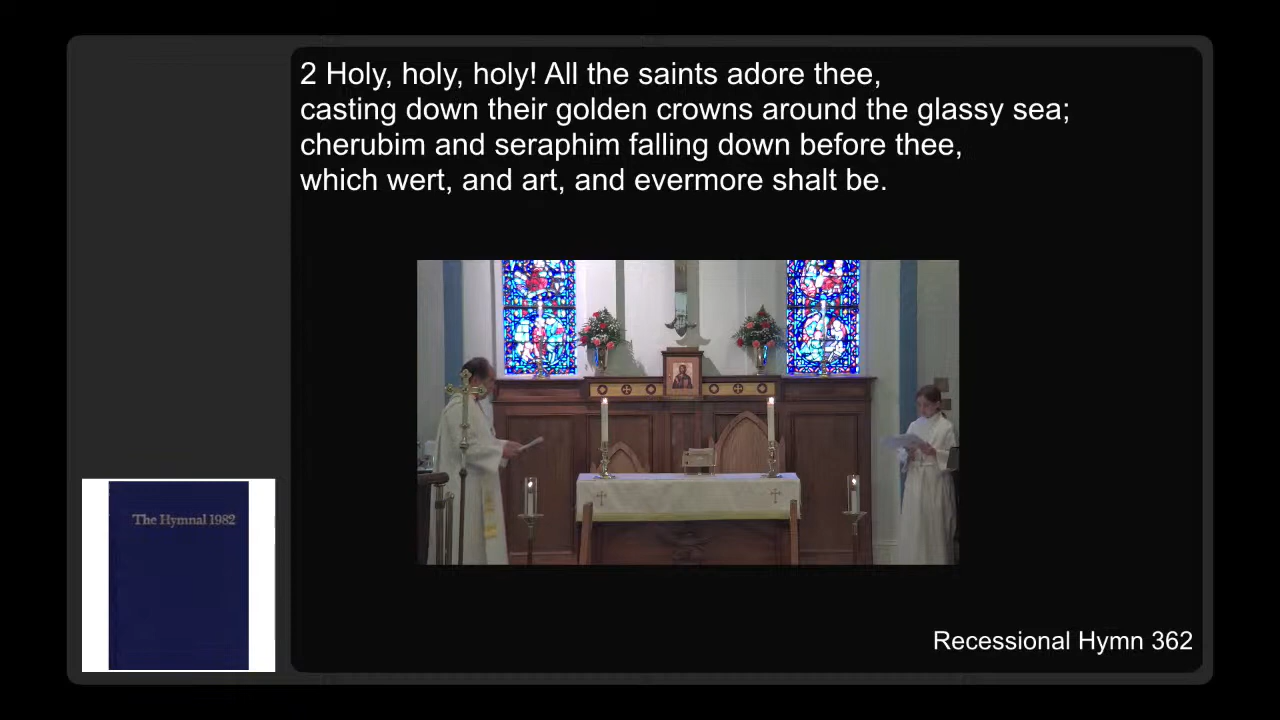 2 Holy, holy, holy! All the saints adore thee,
casting down their golden crowns around the glassy sea;
cherubim and seraphim falling down before thee,
which wert, and art, and evermore shalt be.
The Hymnal 1982
Recessional Hymn 362